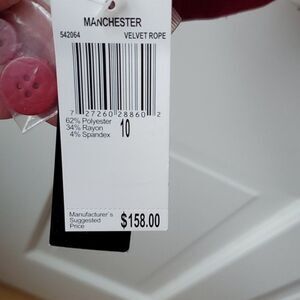 MANCHESTER
542064 VELVET ROPE
7 27260 28860 2
62% Polyester
34% Rayon
4% Spandex
10
Manufacturer's
Suggested
Price
$158.00